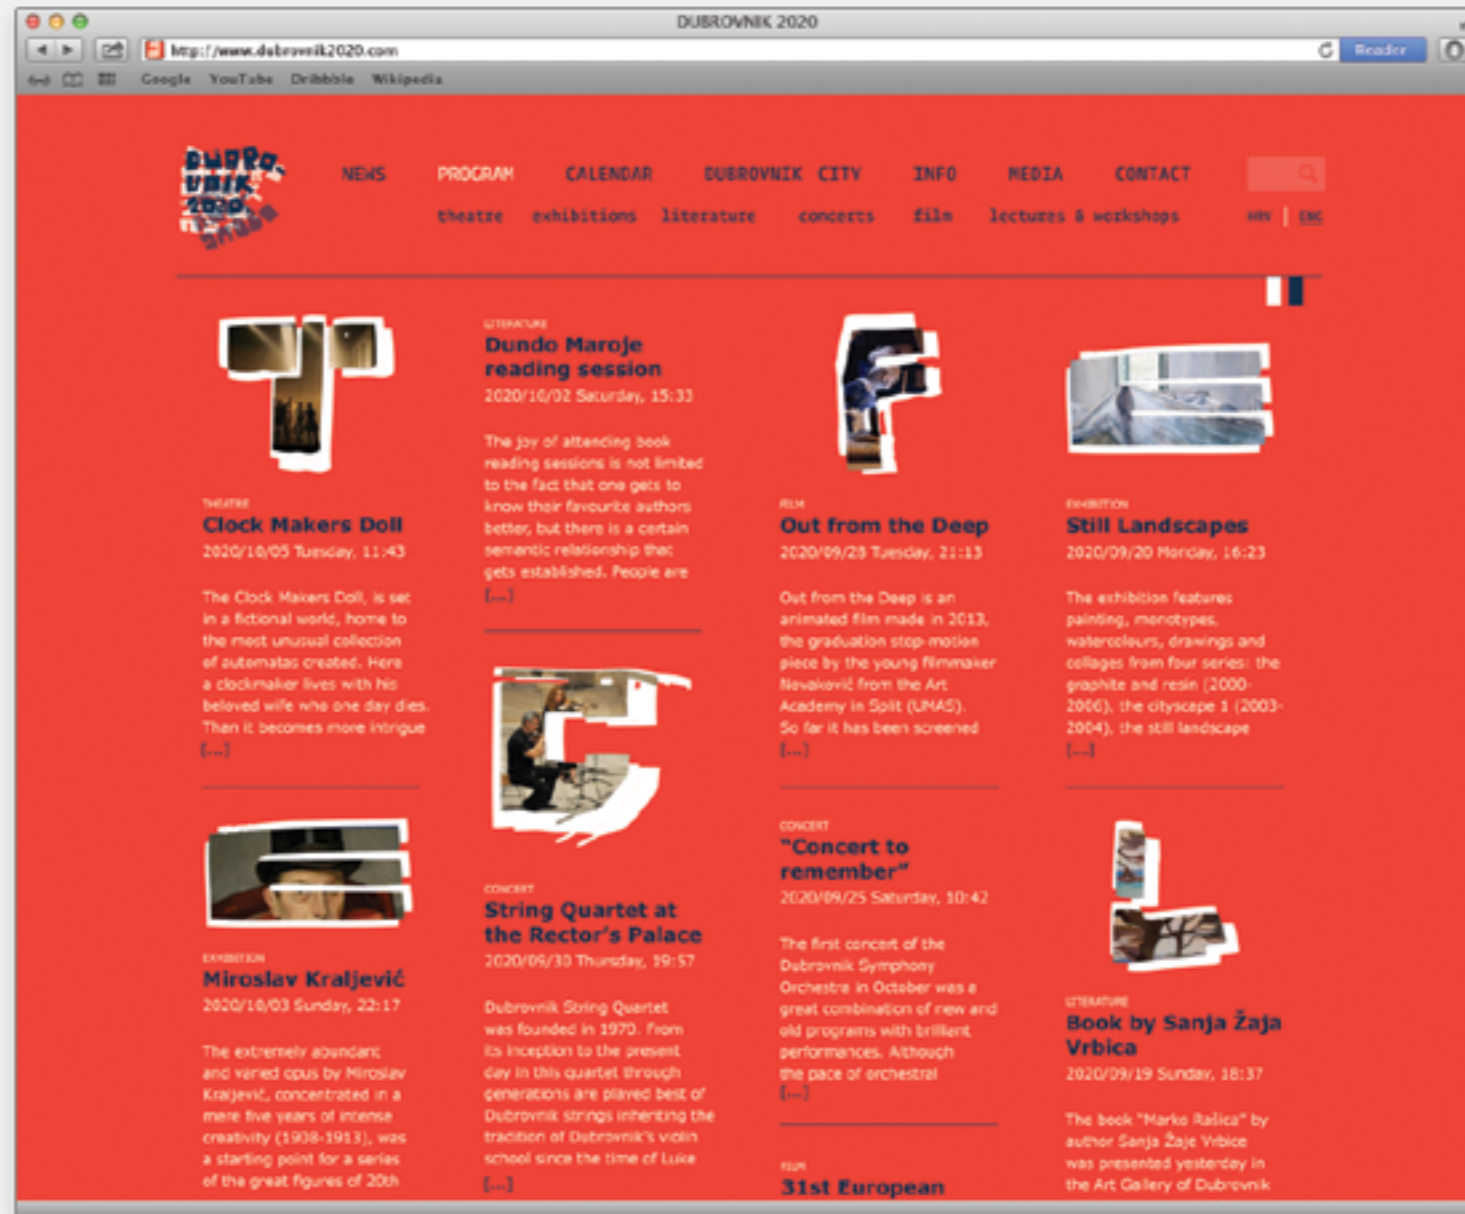 DUBROVNIK 2020
http://www.dubrovnik2020.com
Reader
Google YouTube Dribbble Wikipedia
DUBRO
VNIK
2020
NEWS PROGRAM CALENDAR DUBROVNIK CITY INFO MEDIA CONTACT
theatre exhibitions literature concerts film lectures & workshops
HRV | ENG
THEATRE
Clock Makers Doll
2020/10/05 Tuesday, 11:43
The Clock Makers Doll, is set
in a fictional world, home to
the most unusual collection
of automatas created. Here
a clockmaker lives with his
beloved wife who one day dies.
Than it becomes more intrigue
[...]
EXHIBITION
Miroslav Kraljević
2020/10/03 Sunday, 22:17
The extremely abundant
and varied opus by Miroslav
Kraljević, concentrated in a
mere five years of intense
creativity (1908-1913), was
a starting point for a series
of the great figures of 20th
LITERATURE
Dundo Maroje
reading session
2020/10/02 Saturday, 15:33
The joy of attending book
reading sessions is not limited
to the fact that one gets to
know their favourite authors
better, but there is a certain
semantic relationship that
gets established. People are
[...]
CONCERT
String Quartet at
the Rector's Palace
2020/09/30 Thursday, 19:57
Dubrovnik String Quartet
was founded in 1970. From
its inception to the present
day in this quartet through
generations are played best of
Dubrovnik strings inheriting the
tradition of Dubrovnik's violin
school since the time of Luke
[...]
FILM
Out from the Deep
2020/09/28 Tuesday, 21:13
Out from the Deep is an
animated film made in 2013,
the graduation stop-motion
piece by the young filmmaker
Novaković from the Art
Academy in Split (UMAS).
So far it has been screened
[...]
CONCERT
"Concert to
remember"
2020/09/25 Saturday, 10:42
The first concert of the
Dubrovnik Symphony
Orchestra in October was a
great combination of new and
old programs with brilliant
performances. Although
the pace of orchestral
[...]
FILM
31st European
EXHIBITION
Still Landscapes
2020/09/20 Monday, 16:23
The exhibition features
painting, monotypes,
watercolours, drawings and
collages from four series: the
graphite and resin (2000-
2006), the cityscape 1 (2003-
2004), the still landscape
[...]
LITERATURE
Book by Sanja Žaja
Vrbica
2020/09/19 Sunday, 18:37
The book "Marko Rašica" by
author Sanja Žaje Vrbice
was presented yesterday in
the Art Gallery of Dubrovnik